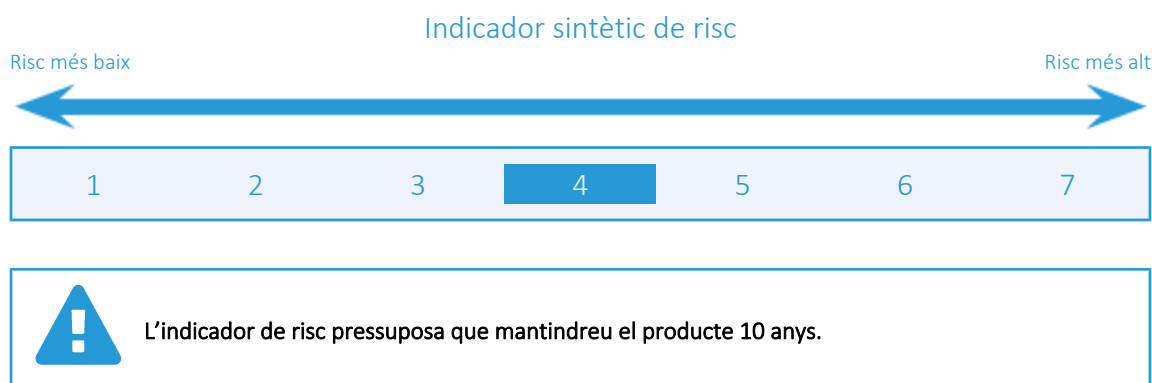 Indicador sintètic de risc
Risc més baix Risc més alt
1 2 3 4 5 6 7
L'indicador de risc pressuposa que mantindreu el producte 10 anys.